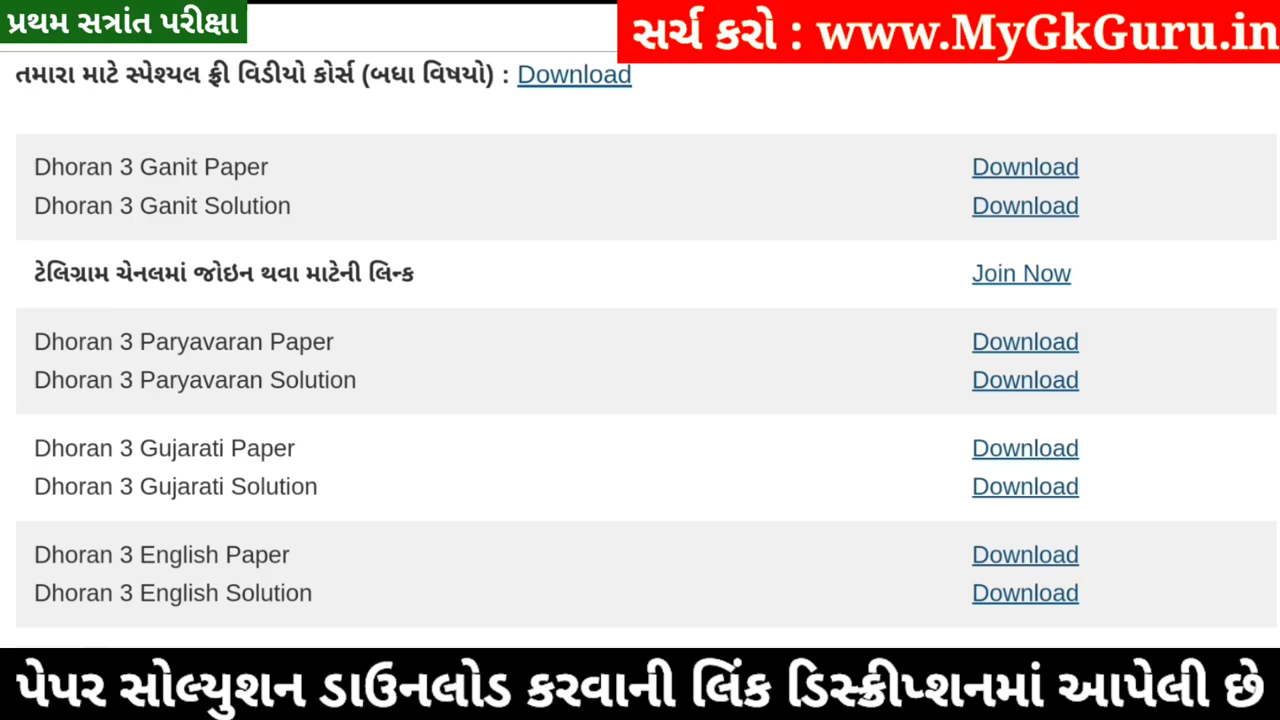 પ્રથમ સત્રાંત પરીક્ષા
સર્ચ કરો : www.MyGkGuru.in
તમારા માટે સ્પેશ્યલ ફ્રી વિડીયો કોર્સ (બધા વિષયો) : Download
Dhoran 3 Ganit Paper Download
Dhoran 3 Ganit Solution Download
ટેલિગ્રામ ચેનલમાં જોઇન થવા માટેની લિન્ક Join Now
Dhoran 3 Paryavaran Paper Download
Dhoran 3 Paryavaran Solution Download
Dhoran 3 Gujarati Paper Download
Dhoran 3 Gujarati Solution Download
Dhoran 3 English Paper Download
Dhoran 3 English Solution Download
પેપર સોલ્યુશન ડાઉનલોડ કરવાની લિંક ડિસ્ક્રીપ્શનમાં આપેલી છે